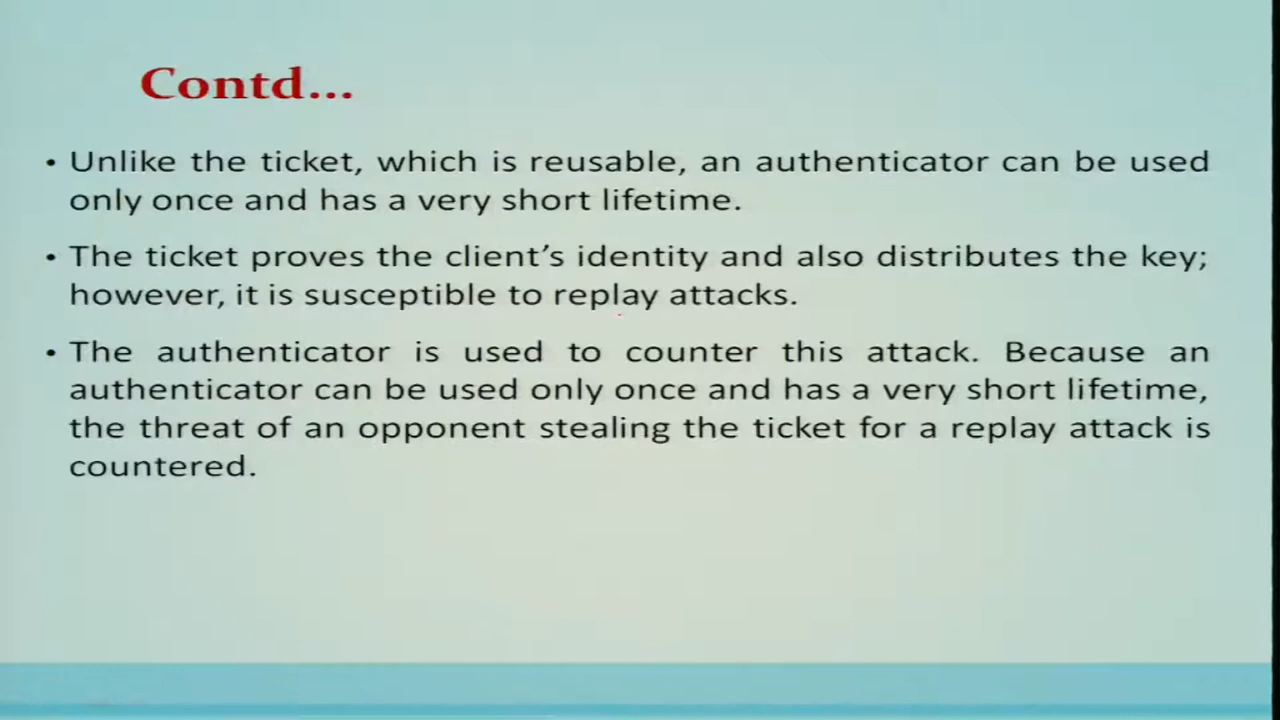 Contd...
• Unlike the ticket, which is reusable, an authenticator can be used
only once and has a very short lifetime.
• The ticket proves the client’s identity and also distributes the key;
however, it is susceptible to replay attacks.
• The authenticator is used to counter this attack. Because an
authenticator can be used only once and has a very short lifetime,
the threat of an opponent stealing the ticket for a replay attack is
countered.